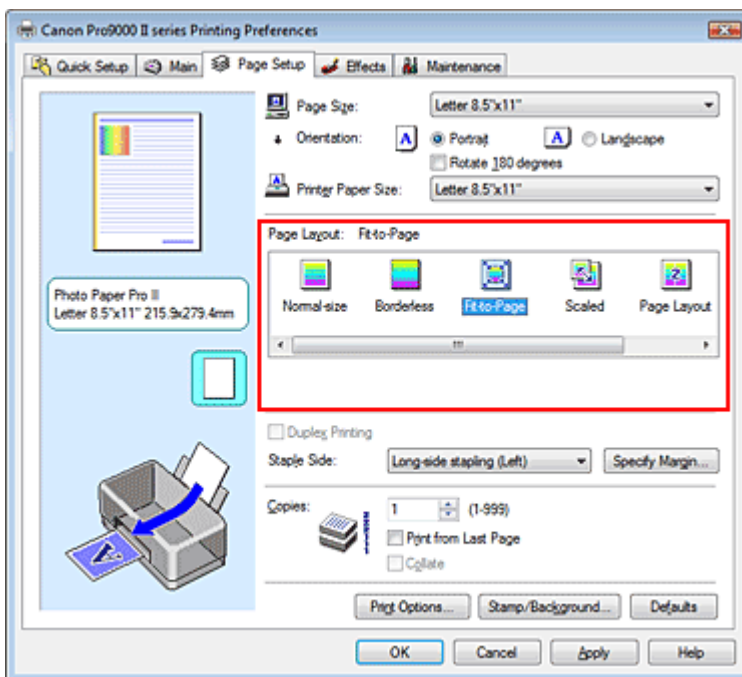 Canon Pro9000 II series Printing Preferences
Quick Setup Main Page Setup Effects Maintenance
Page Size: Letter 8.5"x11"
Orientation: A Portrait A Landscape
Rotate 180 degrees
Printer Paper Size: Letter 8.5"x11"
Page Layout: Fit-to-Page
Normal-size Borderless Fit-to-Page Scaled Page Layout
Photo Paper Pro II
Letter 8.5"x11" 215.9x279.4mm
Duplex Printing
Staple Side: Long-side stapling (Left) Specify Margin...
Copies: 1 (1-999)
Print from Last Page
Collate
Print Options... Stamp/Background... Defaults
OK Cancel Apply Help